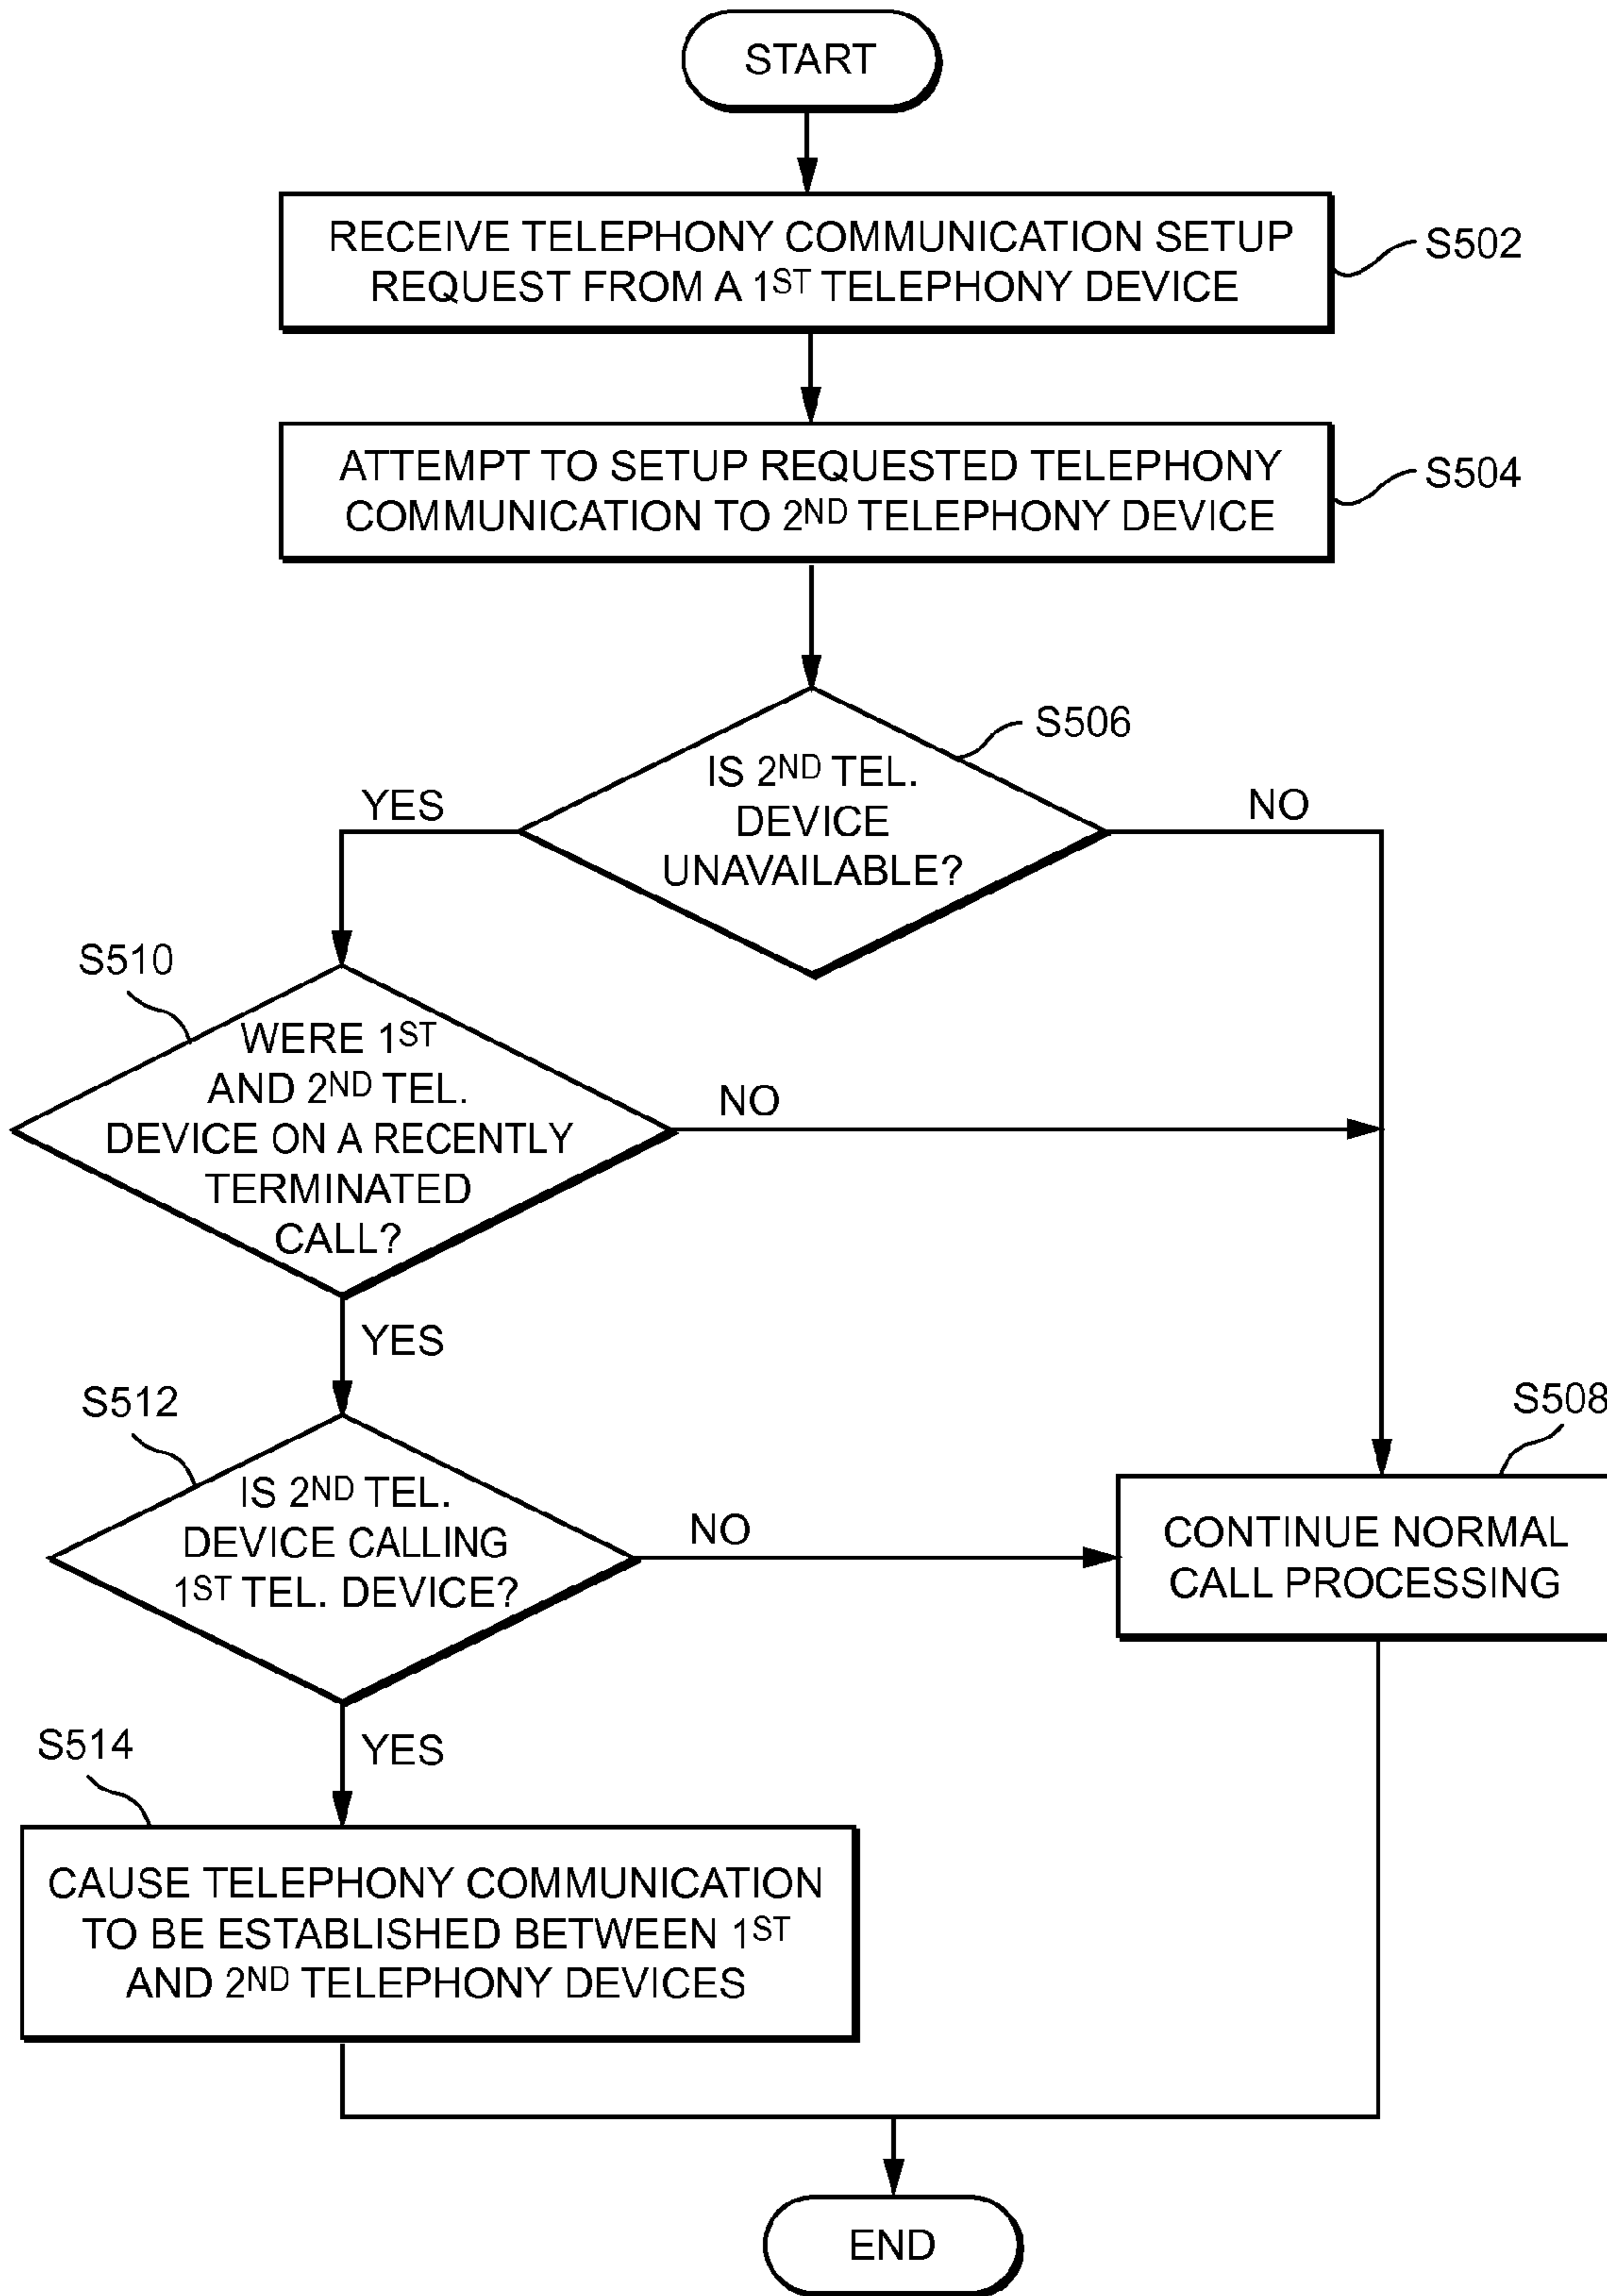 START
RECEIVE TELEPHONY COMMUNICATION SETUP
REQUEST FROM A 1ST TELEPHONY DEVICE
S502
ATTEMPT TO SETUP REQUESTED TELEPHONY
COMMUNICATION TO 2ND TELEPHONY DEVICE
S504
S506
IS 2ND TEL.
DEVICE
UNAVAILABLE?
YES
NO
S510
WERE 1ST
AND 2ND TEL.
DEVICE ON A RECENTLY
TERMINATED
CALL?
NO
YES
S512
IS 2ND TEL.
DEVICE CALLING
1ST TEL. DEVICE?
NO
S508
CONTINUE NORMAL
CALL PROCESSING
YES
S514
CAUSE TELEPHONY COMMUNICATION
TO BE ESTABLISHED BETWEEN 1ST
AND 2ND TELEPHONY DEVICES
END